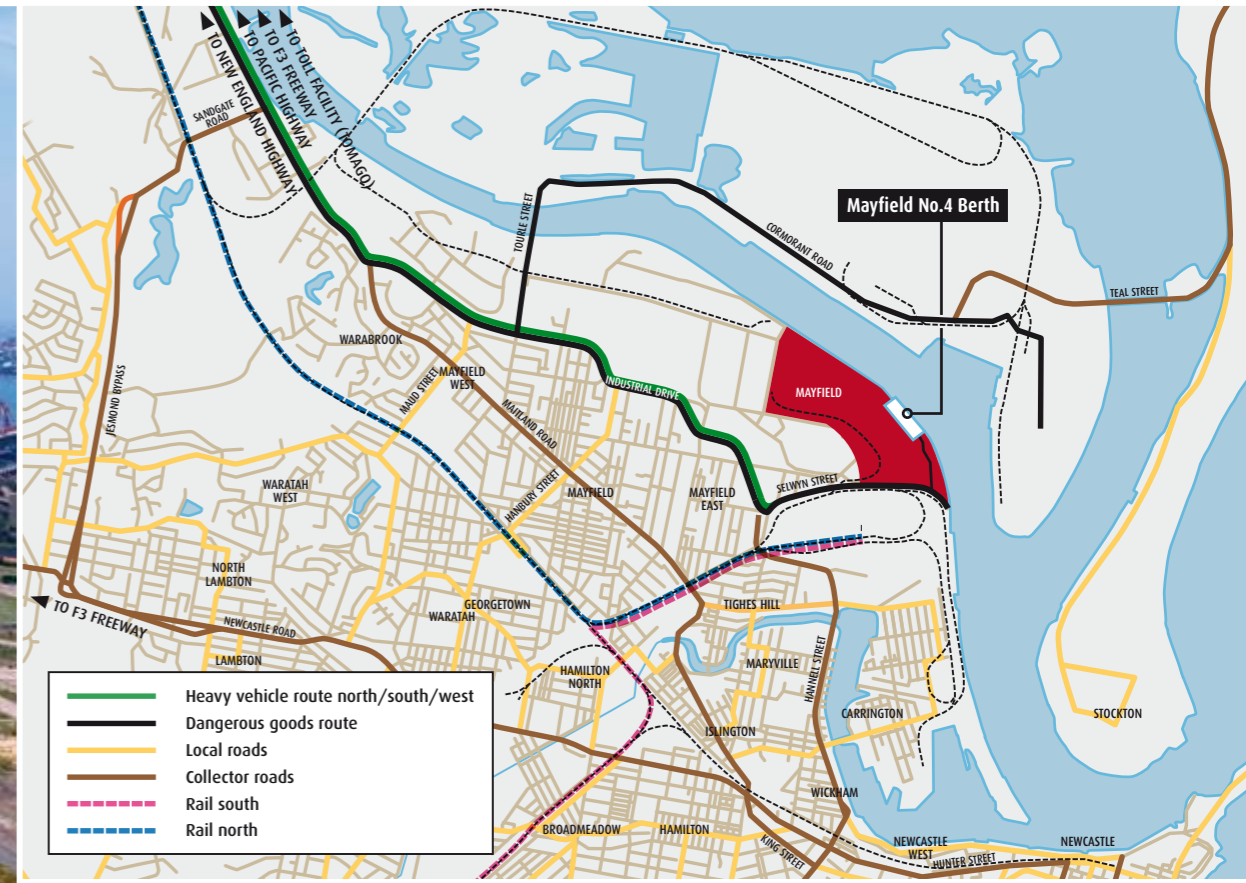 TO NEW ENGLAND HIGHWAY
TO PACIFIC HIGHWAY
TO F3 FREEWAY
TO TOLL FACILITY (TOMAGO)
SANDGATE
ROAD
TOURLE STREET
Mayfield No.4 Berth
CORMORANT ROAD
TEAL STREET
WARABROOK
MAYFIELD
WEST
MAUD STREET
INDUSTRIAL DRIVE
MAYFIELD
JESMOND BYPASS
MAITLAND ROAD
HANBURY STREET
WARATAH
WEST
MAYFIELD
MAYFIELD
EAST
SELWYN STREET
NORTH
LAMBTON
GEORGETOWN
WARATAH
TIGHES HILL
TO F3 FREEWAY
NEWCASTLE ROAD
LAMBTON
HAMILTON
NORTH
MARYVILLE
HANNELL STREET
ISLINGTON
CARRINGTON
STOCKTON
WICKHAM
BROADMEADOW
HAMILTON
KING STREET
NEWCASTLE
WEST
HUNTER STREET
NEWCASTLE
Heavy vehicle route north/south/west
Dangerous goods route
Local roads
Collector roads
Rail south
Rail north